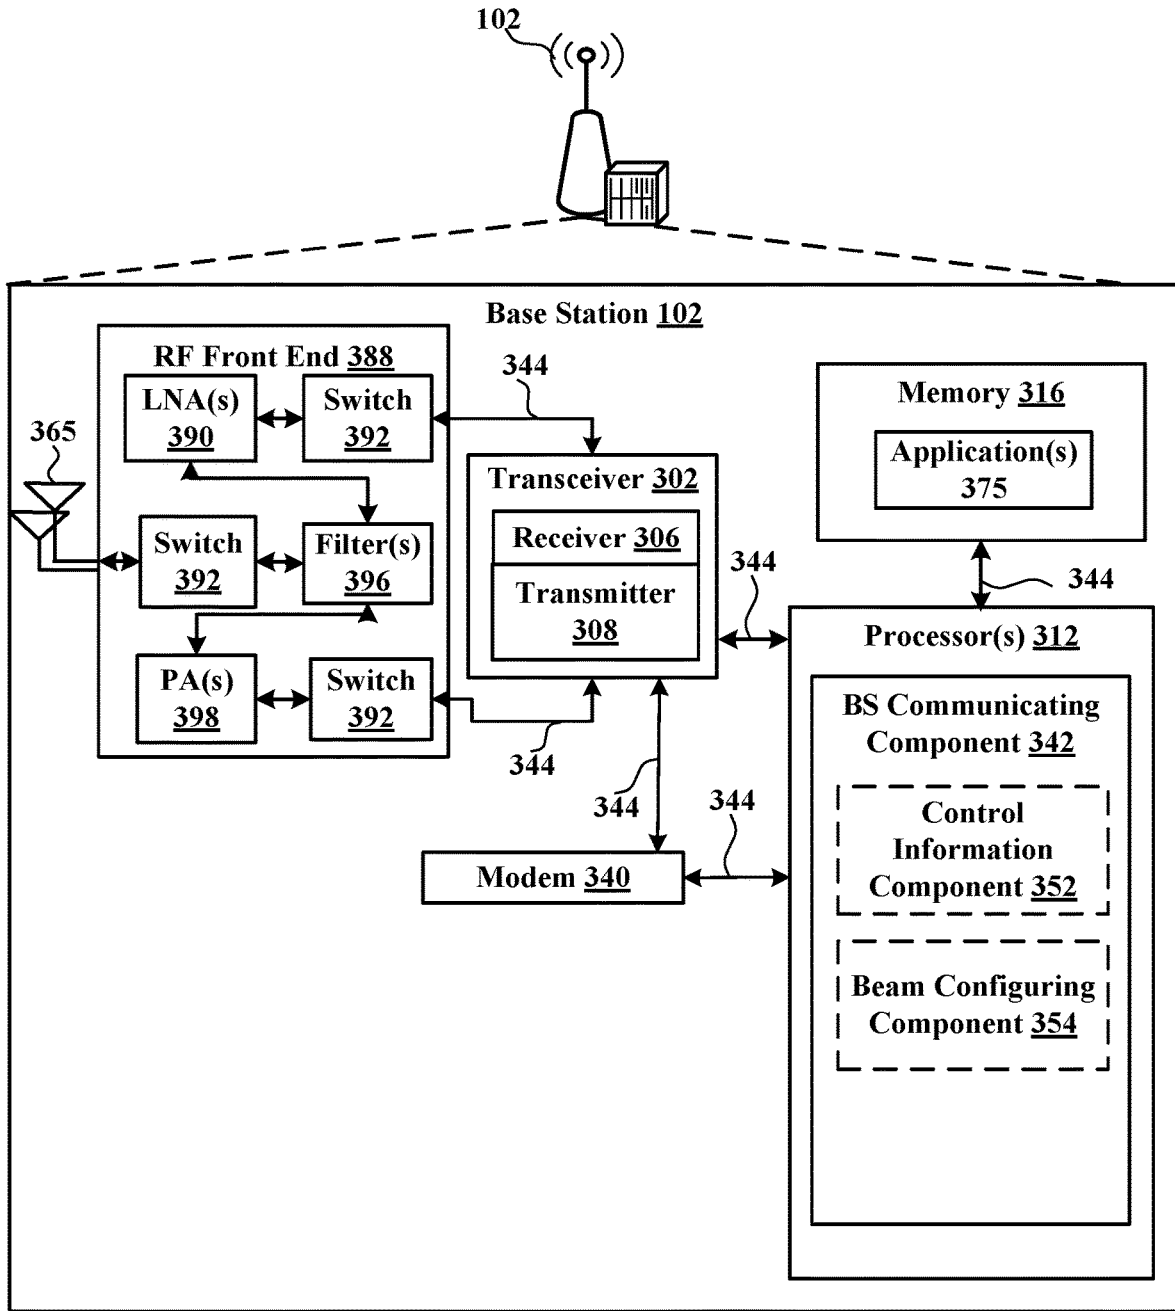 102
Base Station 102
RF Front End 388
LNA(s)
390
Switch
392
344
365
Switch
392
Filter(s)
396
PA(s)
398
Switch
392
344
Transceiver 302
Receiver 306
Transmitter
308
344
344
Modem 340
344
Memory 316
Application(s)
375
344
Processor(s) 312
BS Communicating
Component 342
Control
Information
Component 352
Beam Configuring
Component 354